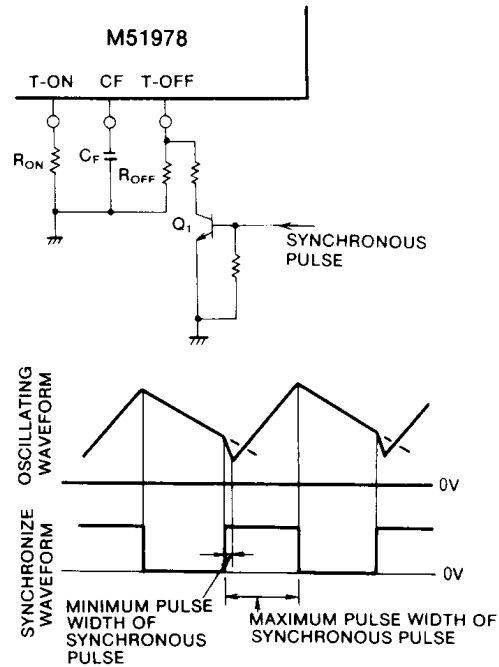 M51978
T-ON CF T-OFF
RON
CF
ROFF
Q1
SYNCHRONOUS
PULSE
OSCILLATING
WAVEFORM
0V
SYNCHRONIZE
WAVEFORM
0V
MINIMUM PULSE
WIDTH OF
SYNCHRONOUS
PULSE
MAXIMUM PULSE WIDTH OF
SYNCHRONOUS PULSE